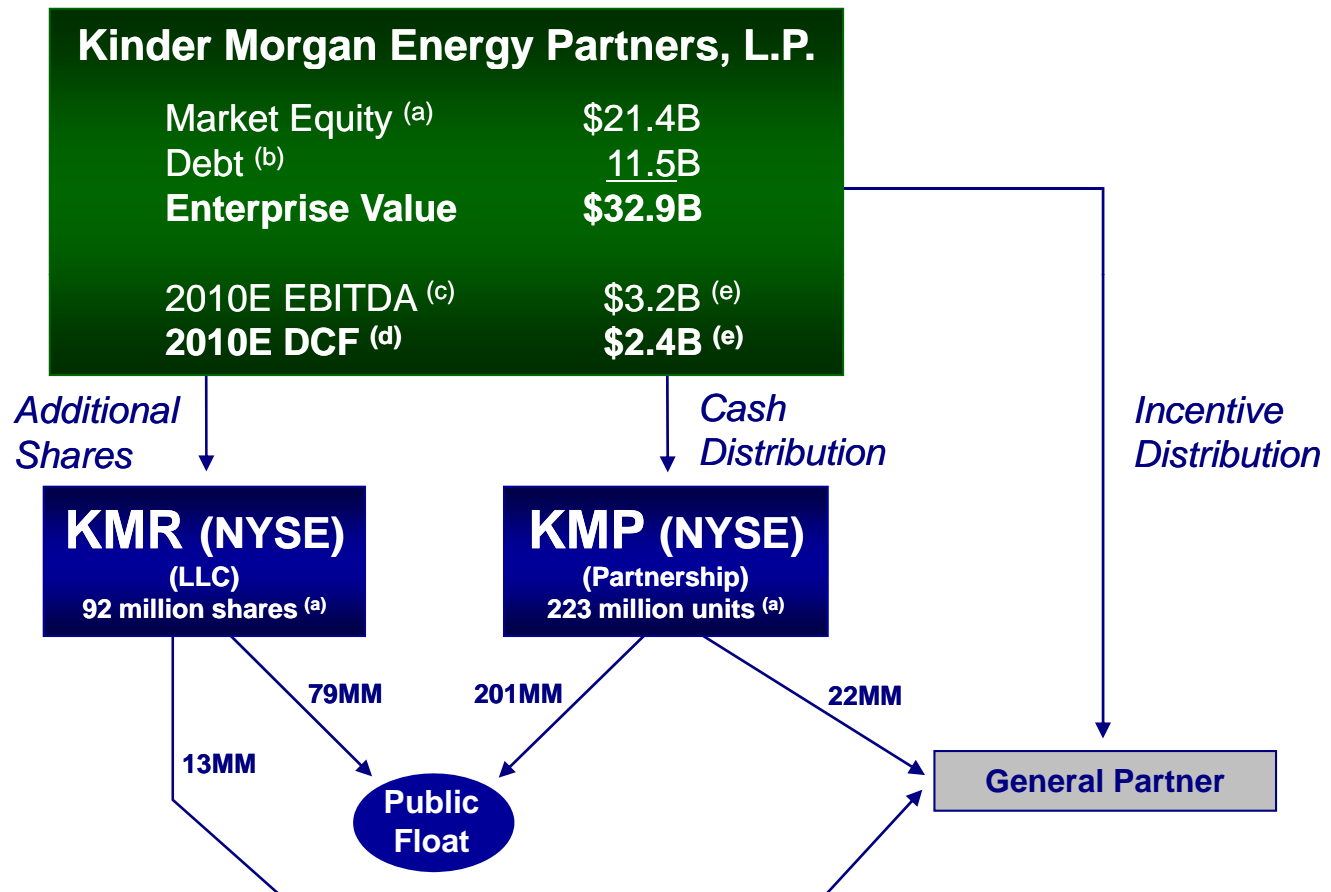 Kinder Morgan Energy Partners, L.P.
Market Equity (a) $21.4B
Debt (b) 11.5B
Enterprise Value $32.9B
2010E EBITDA (c) $3.2B (e)
2010E DCF (d) $2.4B (e)
Additional
Shares
Cash
Distribution
Incentive
Distribution
KMR (NYSE)
(LLC)
92 million shares (a)
KMP (NYSE)
(Partnership)
223 million units (a)
79MM
201MM
22MM
13MM
General Partner
Public
Float